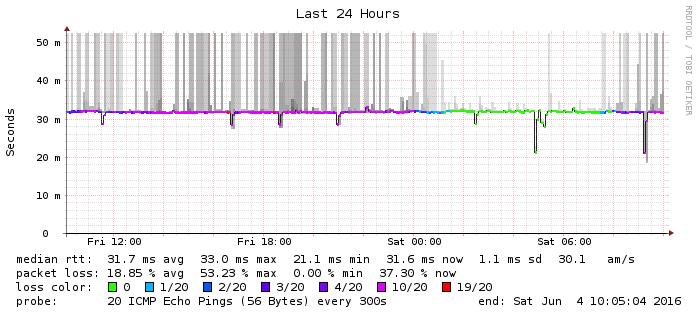 Last 24 Hours
RRDTOOL / TOBI OETIKER
Seconds
50 m
40 m
30 m
20 m
10 m
0
Fri 12:00 Fri 18:00 Sat 00:00 Sat 06:00
median rtt: 31.7 ms avg 33.0 ms max 21.1 ms min 31.6 ms now 1.1 ms sd 30.1 am/s
packet loss: 18.85 % avg 53.23 % max 0.00 % min 37.30 % now
loss color: 0 1/20 2/20 3/20 4/20 10/20 19/20
probe: 20 ICMP Echo Pings (56 Bytes) every 300s end: Sat Jun 4 10:05:04 2016